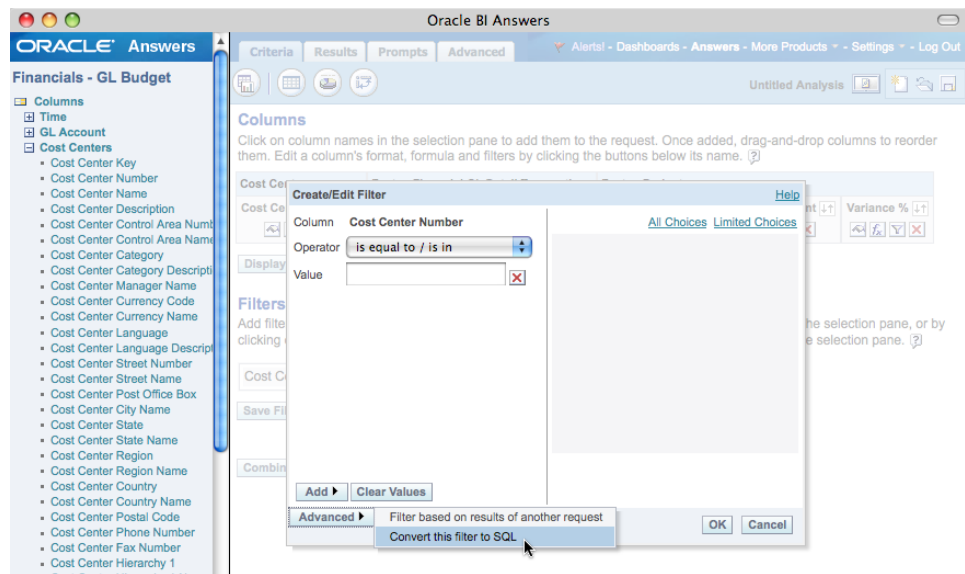 Oracle BI Answers
ORACLE Answers
Criteria Results Prompts Advanced
Alerts! - Dashboards - Answers - More Products - Settings - Log Out
Financials - GL Budget
Untitled Analysis
Columns
Time
GL Account
Cost Centers
Cost Center Key
Cost Center Number
Cost Center Name
Cost Center Description
Cost Center Control Area Numb
Cost Center Control Area Name
Cost Center Category
Cost Center Category Descripti
Cost Center Manager Name
Cost Center Currency Code
Cost Center Currency Name
Cost Center Language
Cost Center Language Descript
Cost Center Street Number
Cost Center Street Name
Cost Center Post Office Box
Cost Center City Name
Cost Center State
Cost Center State Name
Cost Center Region
Cost Center Region Name
Cost Center Country
Cost Center Country Name
Cost Center Postal Code
Cost Center Phone Number
Cost Center Fax Number
Cost Center Hierarchy 1
Columns
Click on column names in the selection pane to add them to the request. Once added, drag-and-drop columns to reorder
them. Edit a column's format, formula and filters by clicking the buttons below its name.
Cost Cen
Cost Ce
nt Variance %
Display
Filters
Add filte
he selection pane, or by
clicking
e selection pane.
Cost C
Save Fil
Combin
Create/Edit Filter Help
Column Cost Center Number
All Choices Limited Choices
Operator is equal to / is in
Value
Add Clear Values
Advanced
Filter based on results of another request
Convert this filter to SQL
OK Cancel